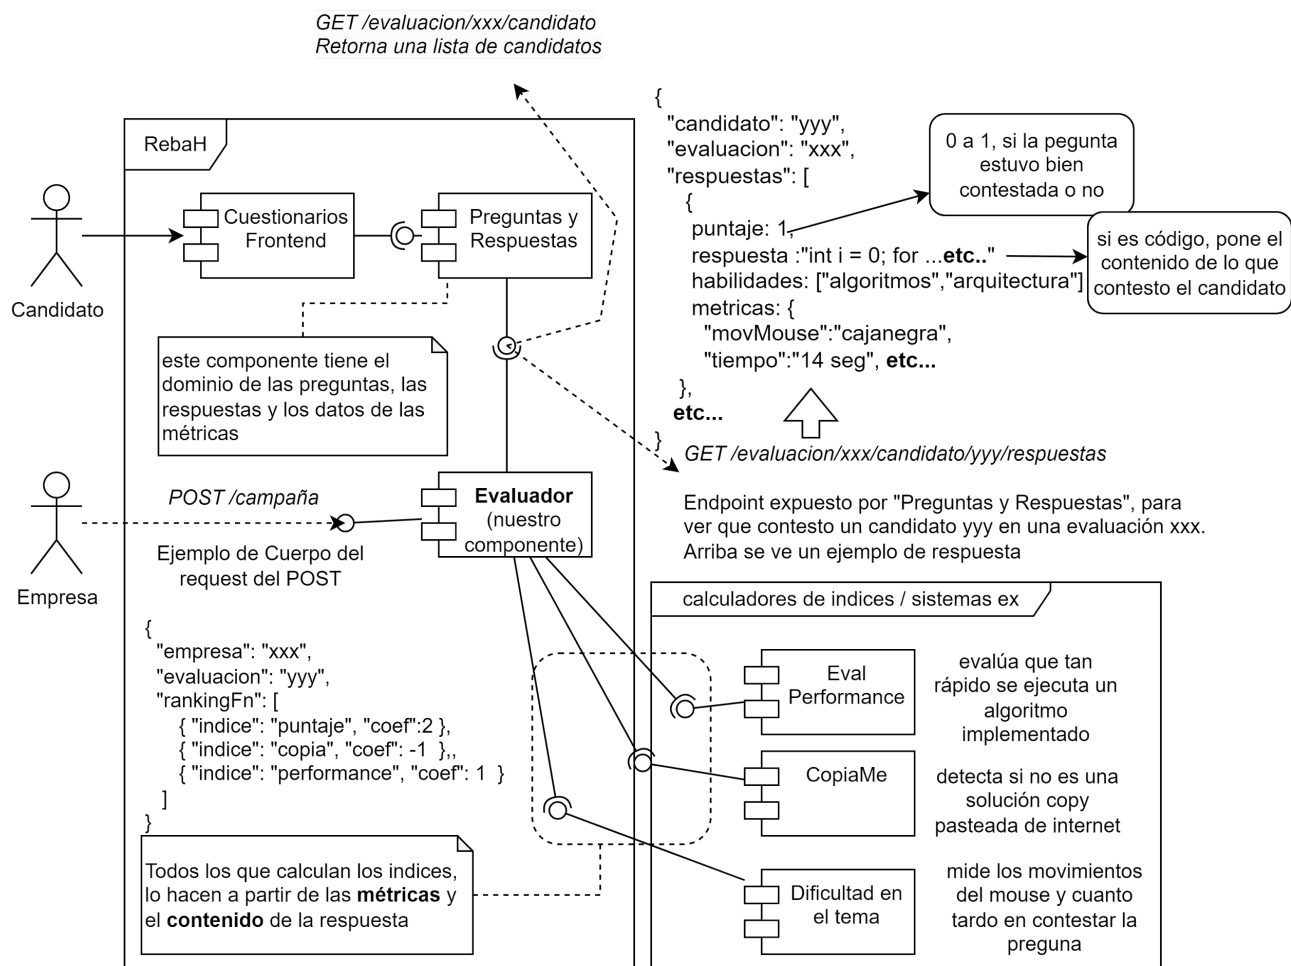 GET /evaluacion/xxx/candidato
Retorna una lista de candidatos
RebaH
Candidato
Cuestionarios
Frontend
Preguntas y
Respuestas
este componente tiene el
dominio de las preguntas, las
respuestas y los datos de las
métricas
{
"candidato": "yyy",
"evaluacion": "xxx",
"respuestas": [
{
puntaje: 1,
respuesta :"int i = 0; for ...etc.."
habilidades: ["algoritmos","arquitectura"]
metricas: {
"movMouse":"cajanegra",
"tiempo":"14 seg", etc...
},
etc...
}
0 a 1, si la pegunta
estuvo bien
contestada o no
si es código, pone el
contenido de lo que
contesto el candidato
GET /evaluacion/xxx/candidato/yyy/respuestas
Endpoint expuesto por "Preguntas y Respuestas", para
ver que contesto un candidato yyy en una evaluación xxx.
Arriba se ve un ejemplo de respuesta
Empresa
POST /campaña
Ejemplo de Cuerpo del
request del POST
Evaluador
(nuestro
componente)
{
"empresa": "xxx",
"evaluacion": "yyy",
"rankingFn": [
{ "indice": "puntaje", "coef":2 },
{ "indice": "copia", "coef": -1 },,
{ "indice": "performance", "coef": 1 }
]
}
Todos los que calculan los indices,
lo hacen a partir de las métricas y
el contenido de la respuesta
calculadores de indices / sistemas ex
Eval
Performance
evalúa que tan
rápido se ejecuta un
algoritmo
implementado
CopiaMe
detecta si no es una
solución copy
pasteada de internet
Dificultad en
el tema
mide los movimientos
del mouse y cuanto
tardo en contestar la
preguna